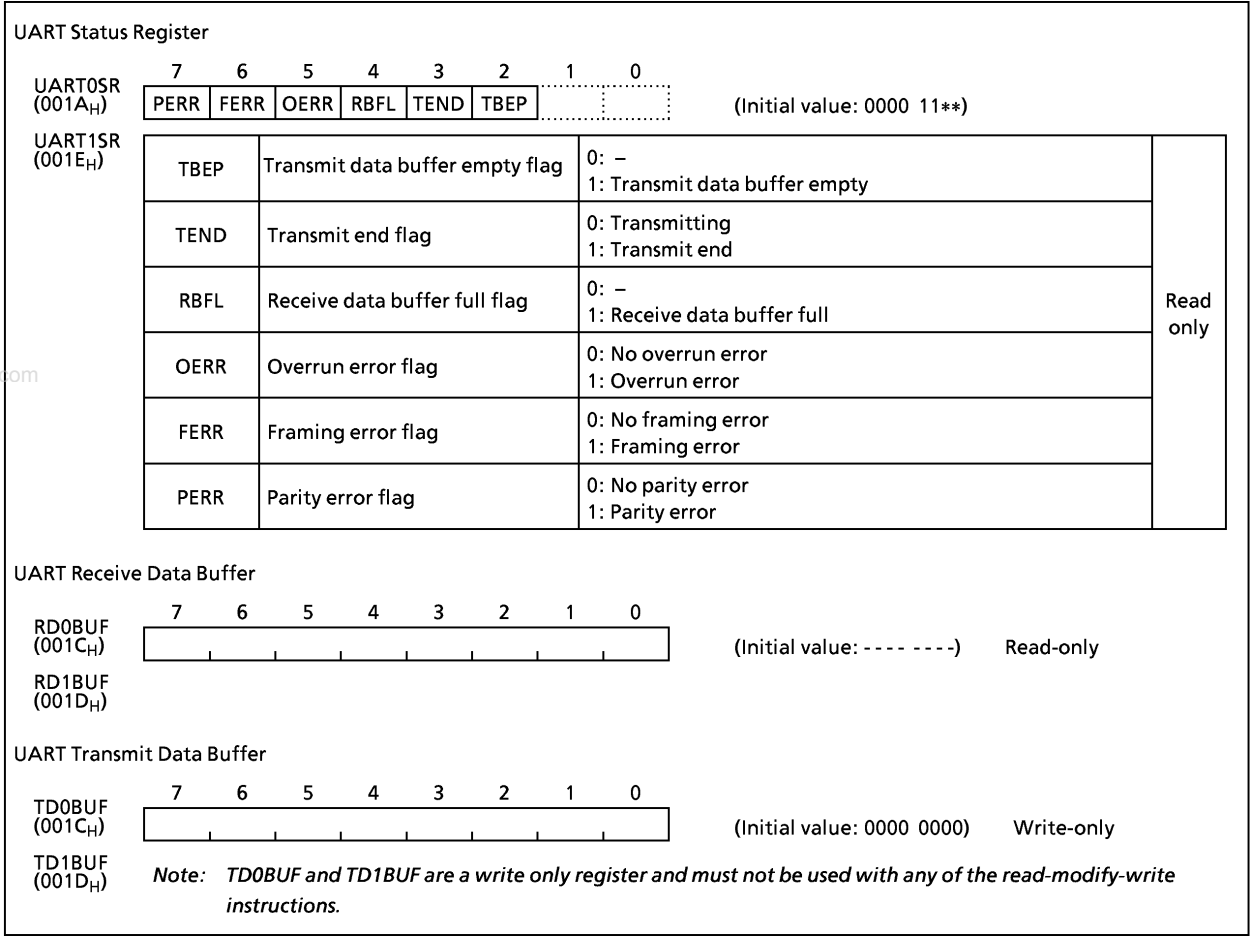 UART Status Register
7 6 5 4 3 2 1 0
UART0SR
(001AH)
PERR FERR OERR RBFL TEND TBEP
(Initial value: 0000 11**)
UART1SR
(001EH)
TBEP
Transmit data buffer empty flag
0: –
1: Transmit data buffer empty
TEND
Transmit end flag
0: Transmitting
1: Transmit end
RBFL
Receive data buffer full flag
0: –
1: Receive data buffer full
Read
only
OERR
Overrun error flag
0: No overrun error
1: Overrun error
com
FERR
Framing error flag
0: No framing error
1: Framing error
PERR
Parity error flag
0: No parity error
1: Parity error
UART Receive Data Buffer
7 6 5 4 3 2 1 0
RD0BUF
(001CH)
(Initial value: - - - - - - - -) Read-only
RD1BUF
(001DH)
UART Transmit Data Buffer
7 6 5 4 3 2 1 0
TD0BUF
(001CH)
(Initial value: 0000 0000) Write-only
TD1BUF
(001DH)
Note: TD0BUF and TD1BUF are a write only register and must not be used with any of the read-modify-write
instructions.